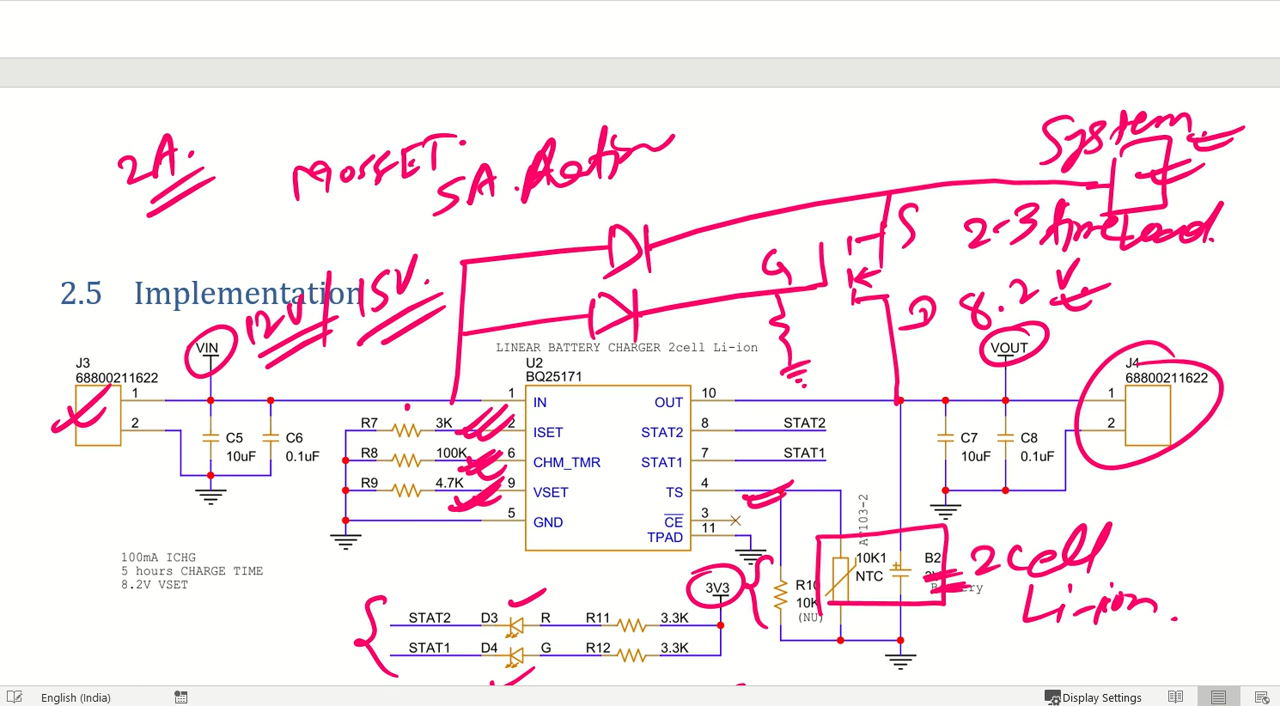 2A.
MOSFET.
5A.
System
2-3 time Load.
S
G
D
8.2V
12V/15V.
2.5 Implementation
LINEAR BATTERY CHARGER 2cell Li-ion
VIN
VOUT
J3
68800211622
1
2
U2
BQ25171
J4
68800211622
1
2
1 IN
2 ISET
6 CHM_TMR
9 VSET
5 GND
OUT 10
STAT2 8
STAT1 7
TS 4
CE 3
TPAD 11
STAT2
STAT1
R7 3K
R8 100K
R9 4.7K
C5
10uF
C6
0.1uF
C7
10uF
C8
0.1uF
AT103-2
10K1
NTC
B2
2cell
Li-ion.
R10
10K
(NU)
100mA ICHG
5 hours CHARGE TIME
8.2V VSET
3V3
STAT2 D3 R R11 3.3K
STAT1 D4 G R12 3.3K
English (India)
Display Settings